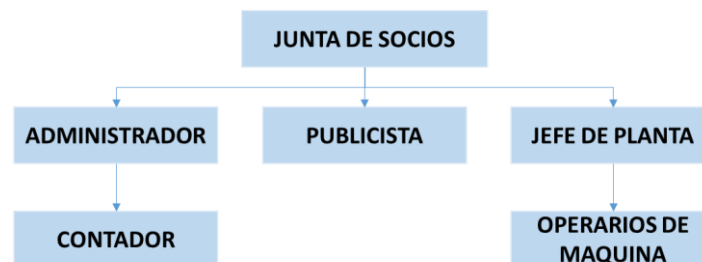 JUNTA DE SOCIOS
ADMINISTRADOR
PUBLICISTA
JEFE DE PLANTA
CONTADOR
OPERARIOS DE
MAQUINA